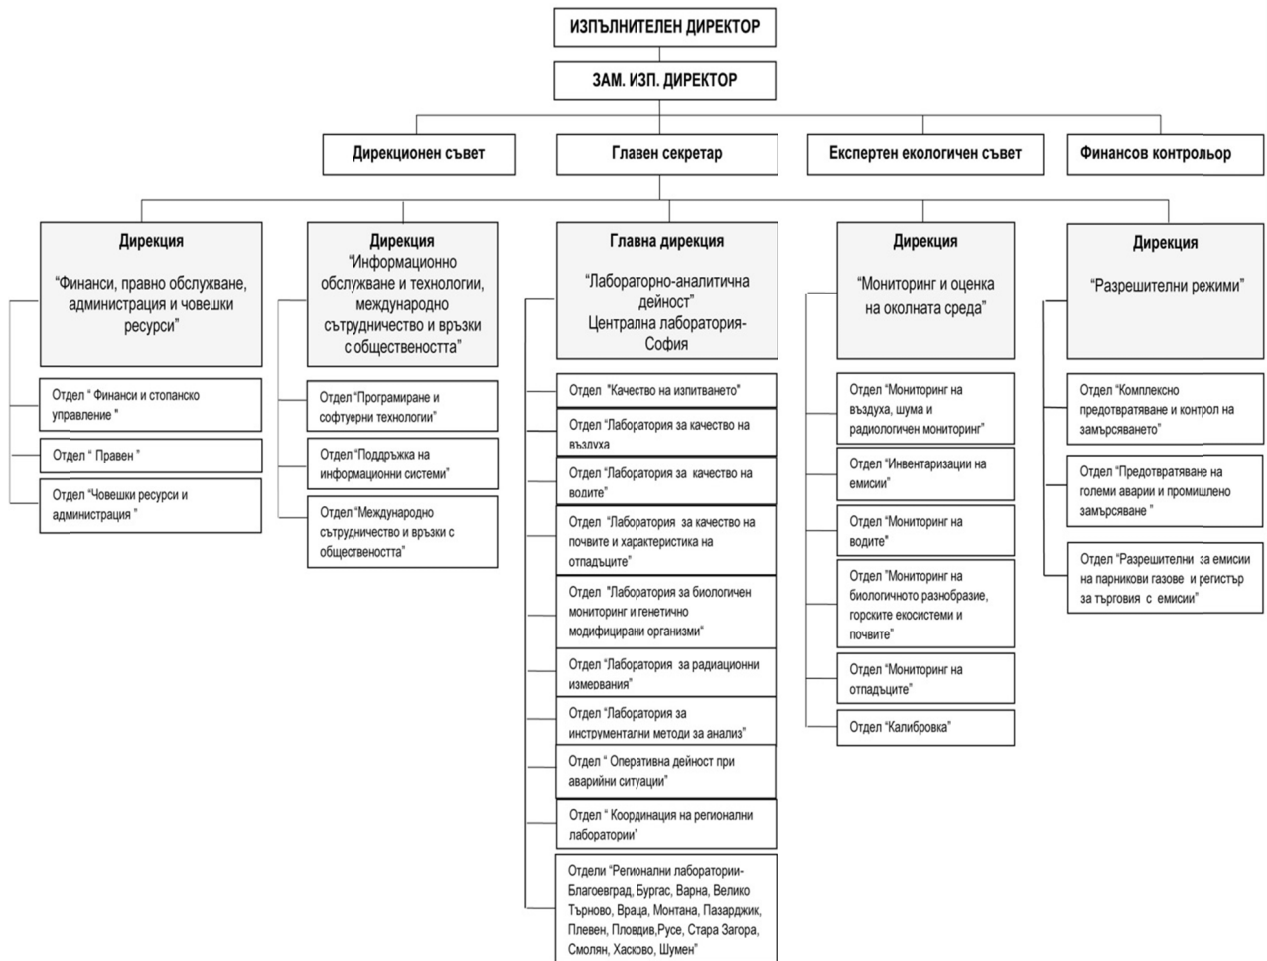 ИЗПЪЛНИТЕЛЕН ДИРЕКТОР
ЗАМ. ИЗП. ДИРЕКТОР
Дирекционен съвет
Главен секретар
Експертен екологичен съвет
Финансов контрольор
Дирекция
“Финанси, правно обслухване,
администрация и човешки
ресурси”
Отдел “ Финанси и стопанско
управление "
Отдел “ Правен ”
Отдел “Човешки ресурси и
администрация ”
Дирекция
“Информационно
обслужване и технологии,
международно
сътрудничество и връзки
с обществеността”
Отдел “Програмиране и
софтуерни технологии”
Отдел “Поддръжка на
информационни системи”
Отдел “Международно
сътрудничество и връзки с
обществеността”
Главна дирекция
“Лабораторно-аналитична
дейност”
Централна лаборатория-
София
Отдел "Качество на изпитването"
Отдел “Лаборатория за качество на
въздуха
Отдел “Лаборатория за качество на
водите”
Отдел “Лаборатория за качество на
почвите и характеристика на
отпадъците”
Отдел "Лаборатория за биологичен
мониторинг и генетично
модифицирани организми“
Отдел “Лаборатория за радиационни
измервания”
Отдел “Лаборатория за
инструментални методи за анализ”
Отдел “ Оперативна дейност при
аварийни ситуации”
Отдел “ Координация на регионални
лаборатории’
Отдели “Регионални лаборатории-
Благоевград, Бургас, Варна, Велико
Търново, Враца, Монтана, Пазарджик,
Плевен, Пловдив,Русе, Стара Загора,
Смолян, Хасково, Шумен”
Дирекция
“Мониторинг и оценка
на околната среда”
Отдел “Мониторинг на
въздуха, шума и
радиологичен мониторинг”
Отдел “Инвентаризации на
емисии”
Отдел “Мониторинг на
водите"
Отдел ”Мониторинг на
биологичното разнобразие,
горските екосистеми и
почвите”
Отдел “Мониторинг на
отпадъците”
Отдел “Калибровка”
Дирекция
“Разрешителни режими”
Отдел “Комплексно
предотвратяване и контрол на
замърсяването”
Отдел “Предотвратяване на
големи аварии и промишлено
замърсяване ”
Отдел “Разрешителни за емисии
на парникови газове и регистър
за търговия с емисии”